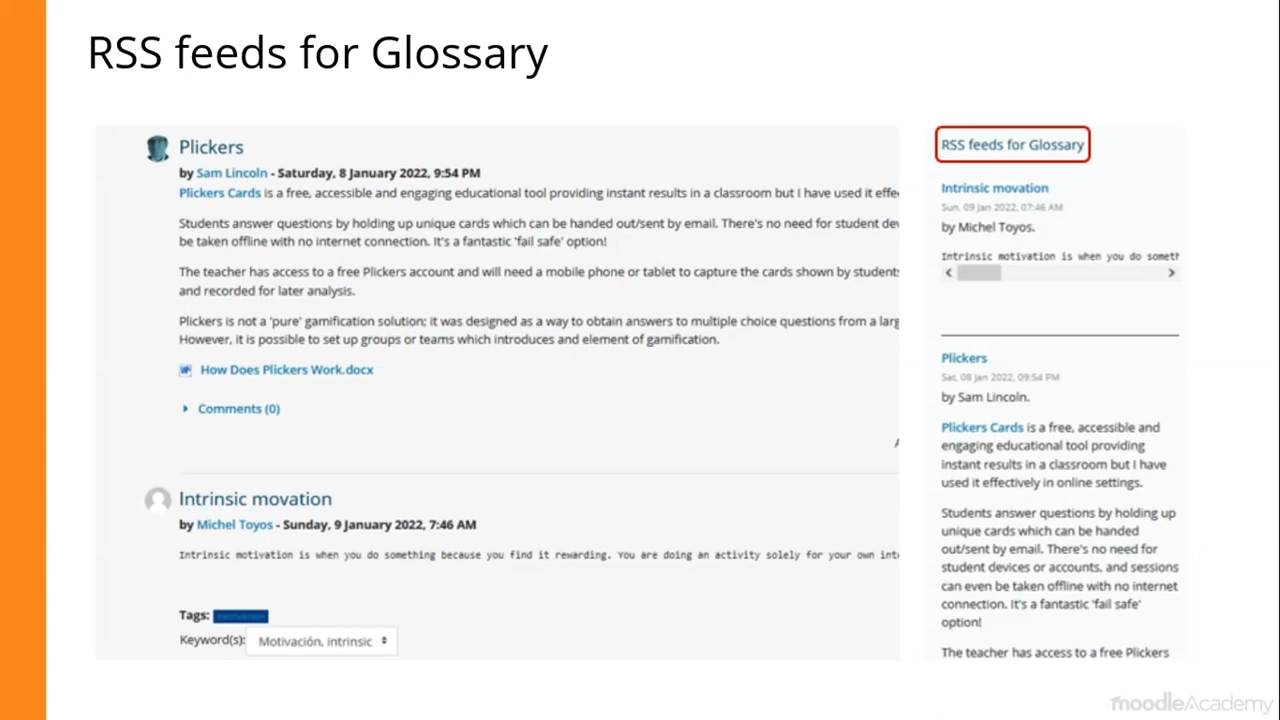 RSS feeds for Glossary
Plickers
by Sam Lincoln - Saturday, 8 January 2022, 9:54 PM
Plickers Cards is a free, accessible and engaging educational tool providing instant results in a classroom but I have used it effe
Students answer questions by holding up unique cards which can be handed out/sent by email. There's no need for student dev
be taken offline with no internet connection. It's a fantastic 'fail safe' option!
The teacher has access to a free Plickers account and will need a mobile phone or tablet to capture the cards shown by students
and recorded for later analysis.
Plickers is not a 'pure' gamification solution; it was designed as a way to obtain answers to multiple choice questions from a larg
However, it is possible to set up groups or teams which introduces and element of gamification.
How Does Plickers Work.docx
Comments (0)
Intrinsic movation
by Michel Toyos - Sunday, 9 January 2022, 7:46 AM
Intrinsic motivation is when you do something because you find it rewarding. You are doing an activity solely for your own int
Tags:
Keyword(s): Motivación, intrinsic
RSS feeds for Glossary
Intrinsic movation
Sun, 09 Jan 2022, 07:46 AM
by Michel Toyos.
Intrinsic motivation is when you do somet
Plickers
Sat, 08 Jan 2022, 09:54 PM
by Sam Lincoln.
Plickers Cards is a free, accessible and
engaging educational tool providing
instant results in a classroom but I have
used it effectively in online settings.
Students answer questions by holding up
unique cards which can be handed
out/sent by email. There's no need for
student devices or accounts, and sessions
can even be taken offline with no internet
connection. It's a fantastic 'fail safe'
option!
The teacher has access to a free Plickers
moodleAcademy